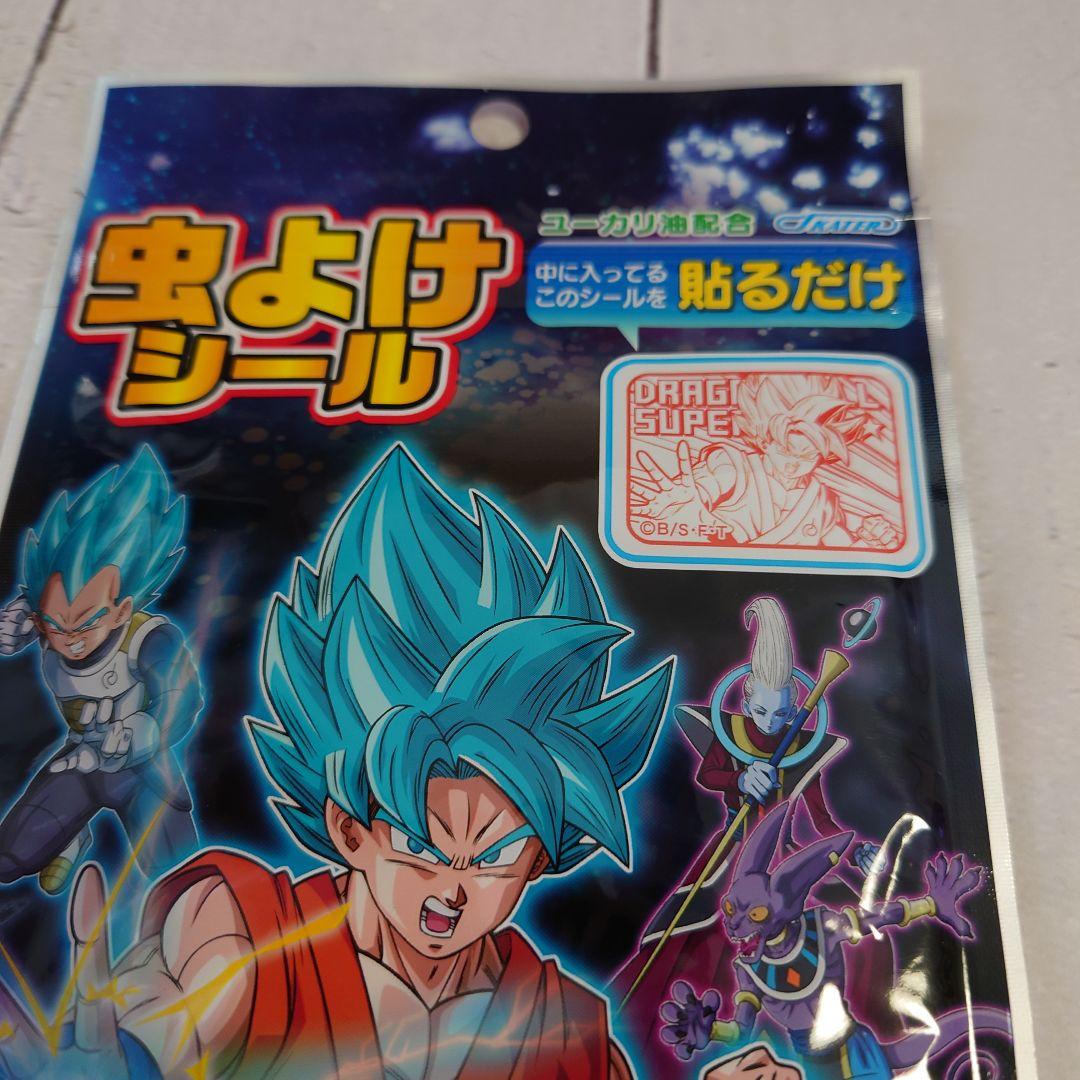 ユーカリ油配合
SKATER
虫よけ
シール
中に入ってる
このシールを
貼るだけ
DRAG
L
SUPE
©B/S・F・T